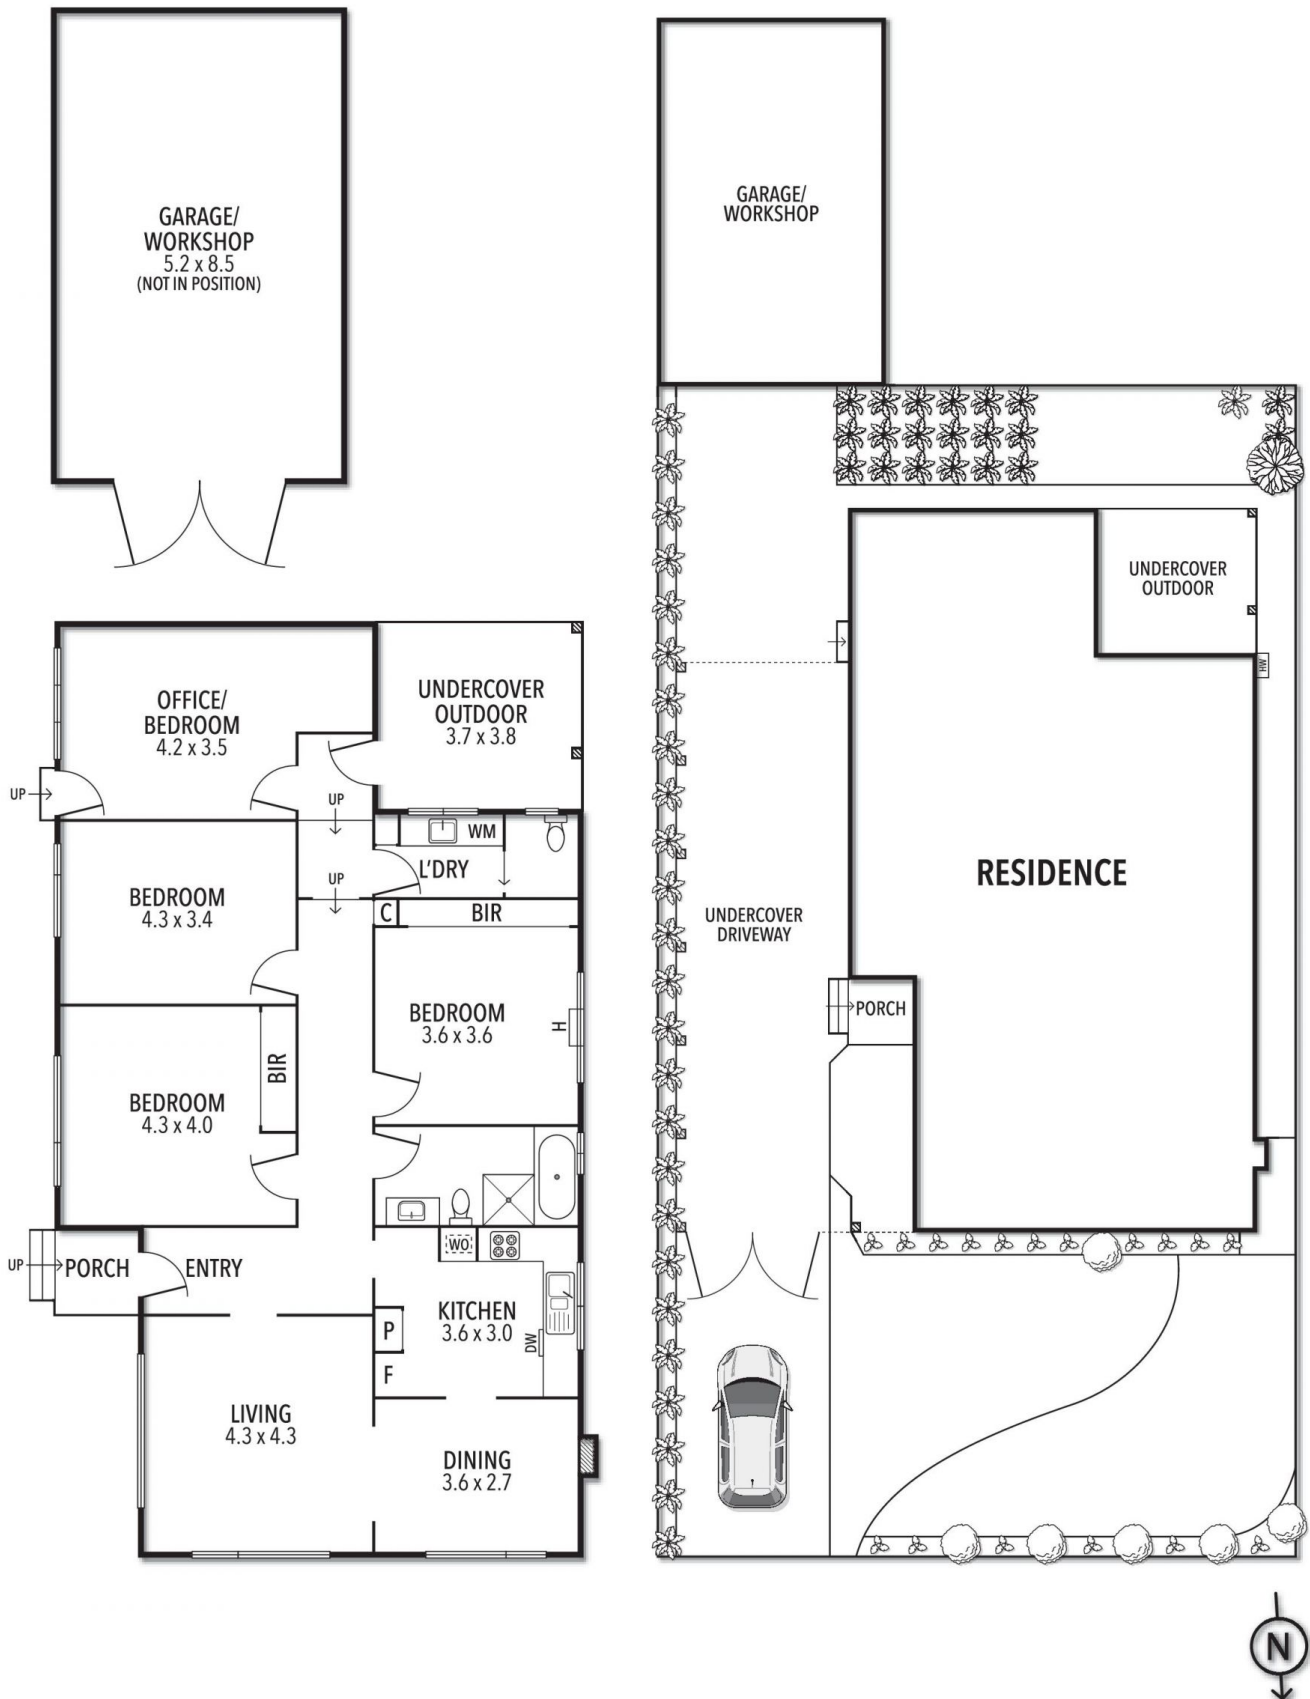 GARAGE/
WORKSHOP
5.2 x 8.5
(NOT IN POSITION)
OFFICE/
BEDROOM
4.2 x 3.5
UNDERCOVER
OUTDOOR
3.7 x 3.8
UP
UP
WM
L'DRY
UP
BEDROOM
4.3 x 3.4
C
BIR
BEDROOM
3.6 x 3.6
H
BIR
BEDROOM
4.3 x 4.0
WO
UP
PORCH
ENTRY
KITCHEN
3.6 x 3.0
DW
P
F
LIVING
4.3 x 4.3
DINING
3.6 x 2.7
GARAGE/
WORKSHOP
UNDERCOVER
OUTDOOR
HW
RESIDENCE
UNDERCOVER
DRIVEWAY
PORCH
N